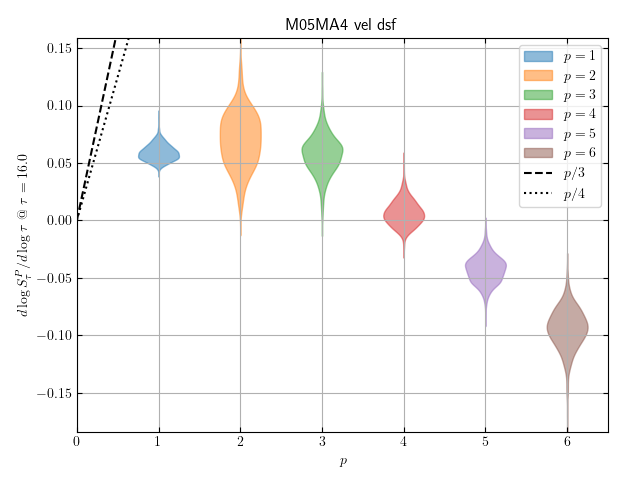 M05MA4 vel dsf
d log S_τ^P / d log τ @ τ = 16.0
0.15
0.10
0.05
0.00
−0.05
−0.10
−0.15
0 1 2 3 4 5 6
p
p = 1
p = 2
p = 3
p = 4
p = 5
p = 6
p/3
p/4